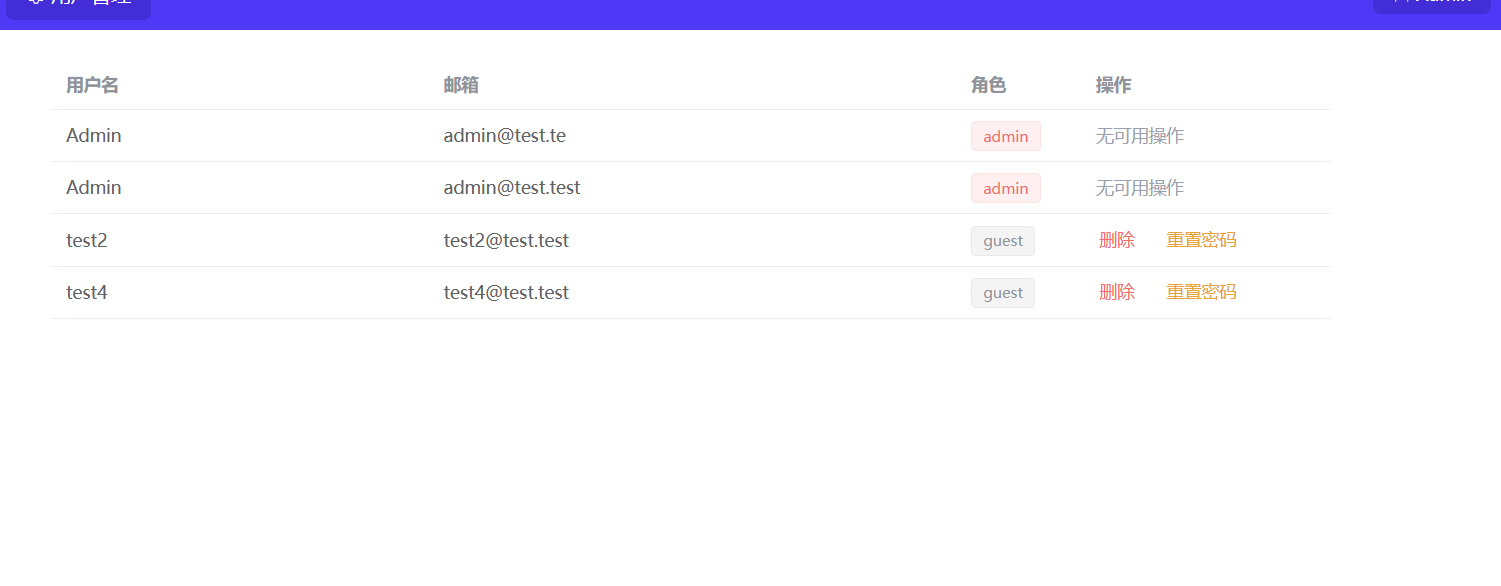 用户管理
Admin
用户名 邮箱 角色 操作
Admin admin@test.te admin 无可用操作
Admin admin@test.test admin 无可用操作
test2 test2@test.test guest 删除 重置密码
test4 test4@test.test guest 删除 重置密码